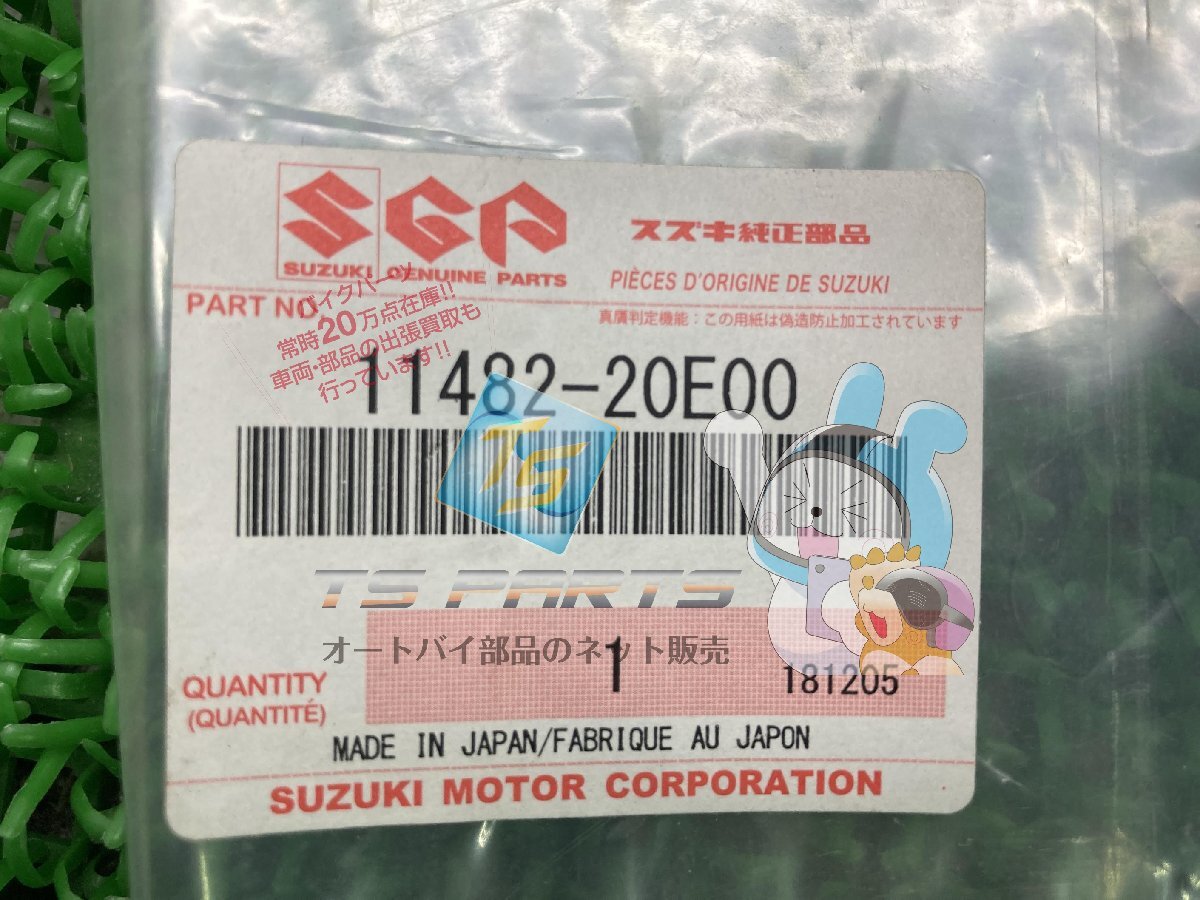 SGP
スズキ純正部品
SUZUKI GENUINE PARTS
PIÈCES D'ORIGINE DE SUZUKI
PART NO.
真贋判定機能:この用紙は偽造防止加工されています
バイクパーツ
常時20万点在庫!!
車両・部品の出張買取も
行っています!!
11482-20E00
TS
TS PARTS
オートバイ部品のネット販売
QUANTITY
(QUANTITÉ)
1
181205
MADE IN JAPAN/FABRIQUE AU JAPON
SUZUKI MOTOR CORPORATION